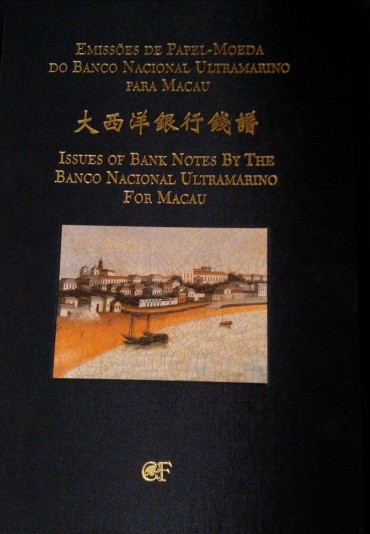 EMISSÕES DE PAPEL-MOEDA
DO BANCO NACIONAL ULTRAMARINO
PARA MACAU
大西洋銀行錢譜
ISSUES OF BANK NOTES BY THE
BANCO NACIONAL ULTRAMARINO
FOR MACAU
CF